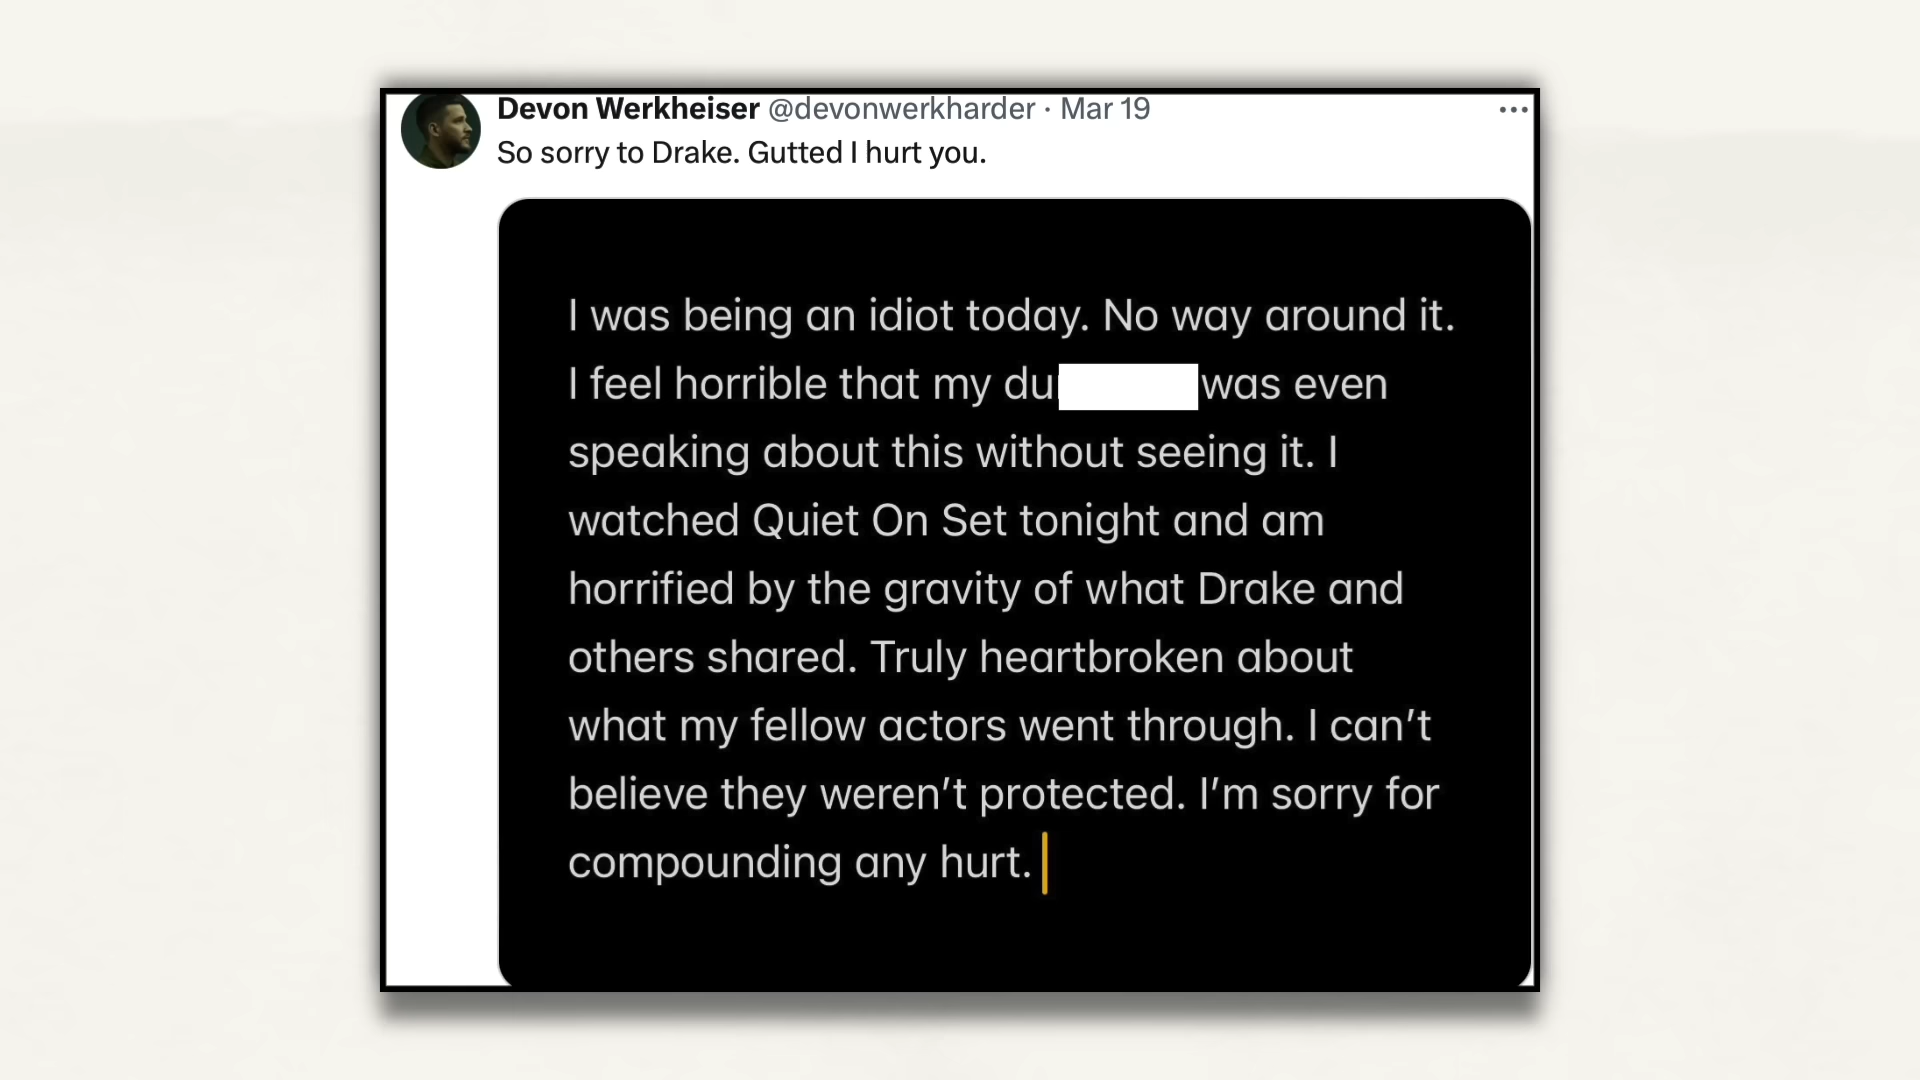 Devon Werkheiser @devonwerkharder · Mar 19
So sorry to Drake. Gutted I hurt you.
I was being an idiot today. No way around it.
I feel horrible that my was even
speaking about this without seeing it. I
watched Quiet On Set tonight and am
horrified by the gravity of what Drake and
others shared. Truly heartbroken about
what my fellow actors went through. I can’t
believe they weren’t protected. I’m sorry for
compounding any hurt.